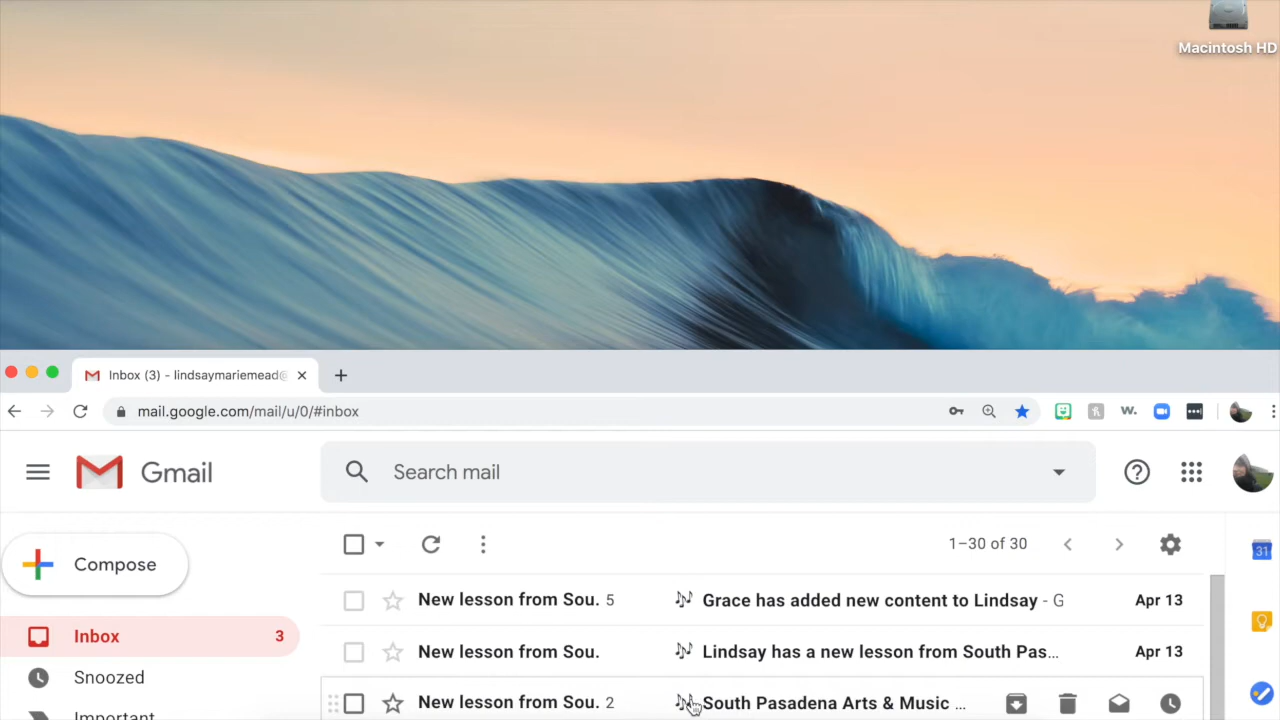 Macintosh HD
Inbox (3) - lindsaymariemead@
mail.google.com/mail/u/0/#inbox
W.
Gmail
Search mail
1–30 of 30
Compose
31
New lesson from Sou. 5 Grace has added new content to Lindsay - G Apr 13
Inbox 3
New lesson from Sou. Lindsay has a new lesson from South Pas… Apr 13
Snoozed
New lesson from Sou. 2 South Pasadena Arts & Music …
Important